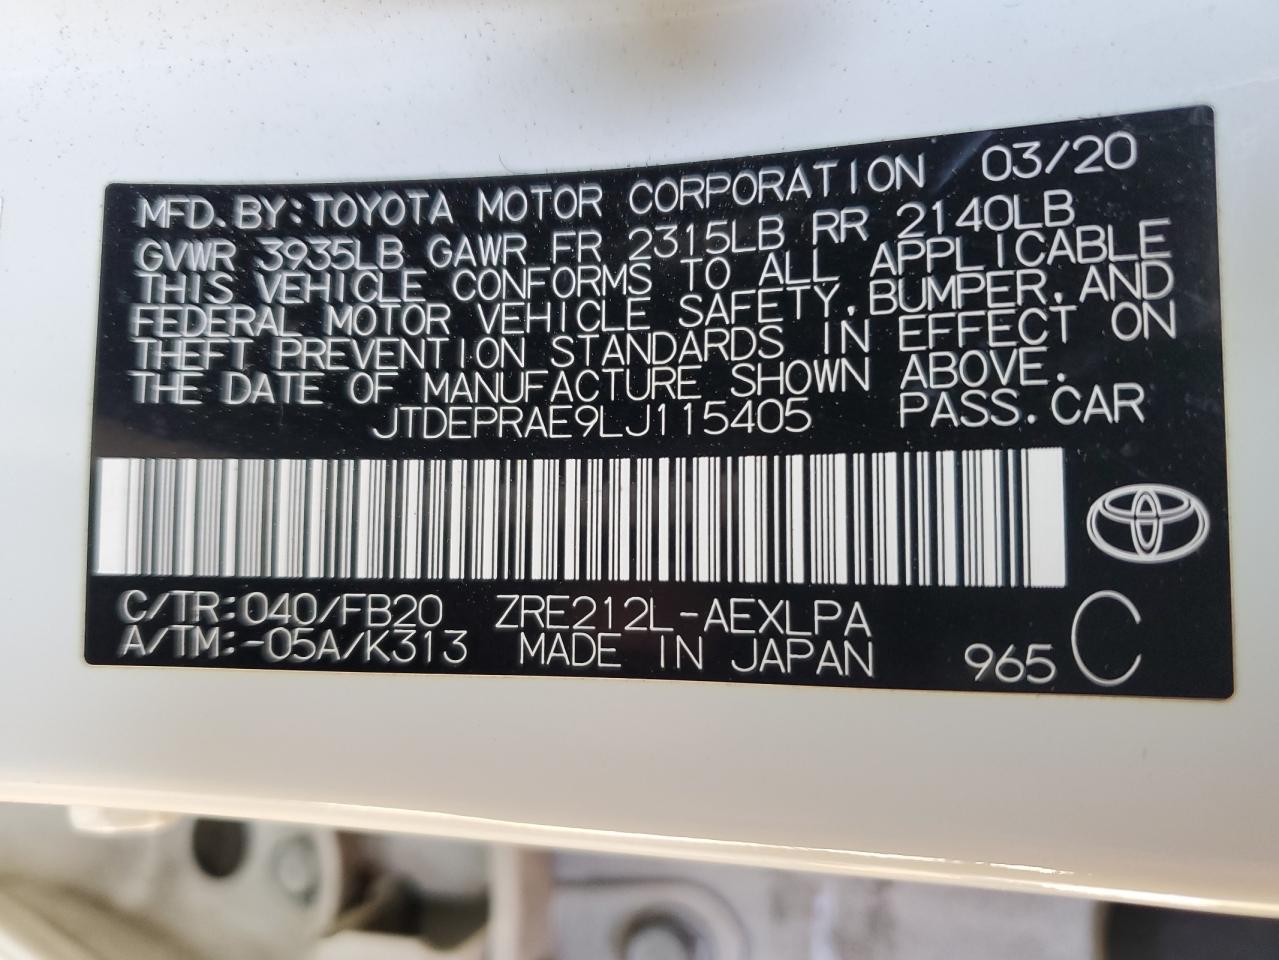 MFD.BY:TOYOTA MOTOR CORPORATION 03/20
GVWR 3935LB GAWR FR 2315LB RR 2140LB
THIS VEHICLE CONFORMS TO ALL APPLICABLE
FEDERAL MOTOR VEHICLE SAFETY,BUMPER,AND
THEFT PREVENTION STANDARDS IN EFFECT ON
THE DATE OF MANUFACTURE SHOWN ABOVE.
JTDEPRAE9LJ115405 PASS.CAR
C/TR:040/FB20 ZRE212L-AEXLPA
A/TM:-05A/K313 MADE IN JAPAN 965 C